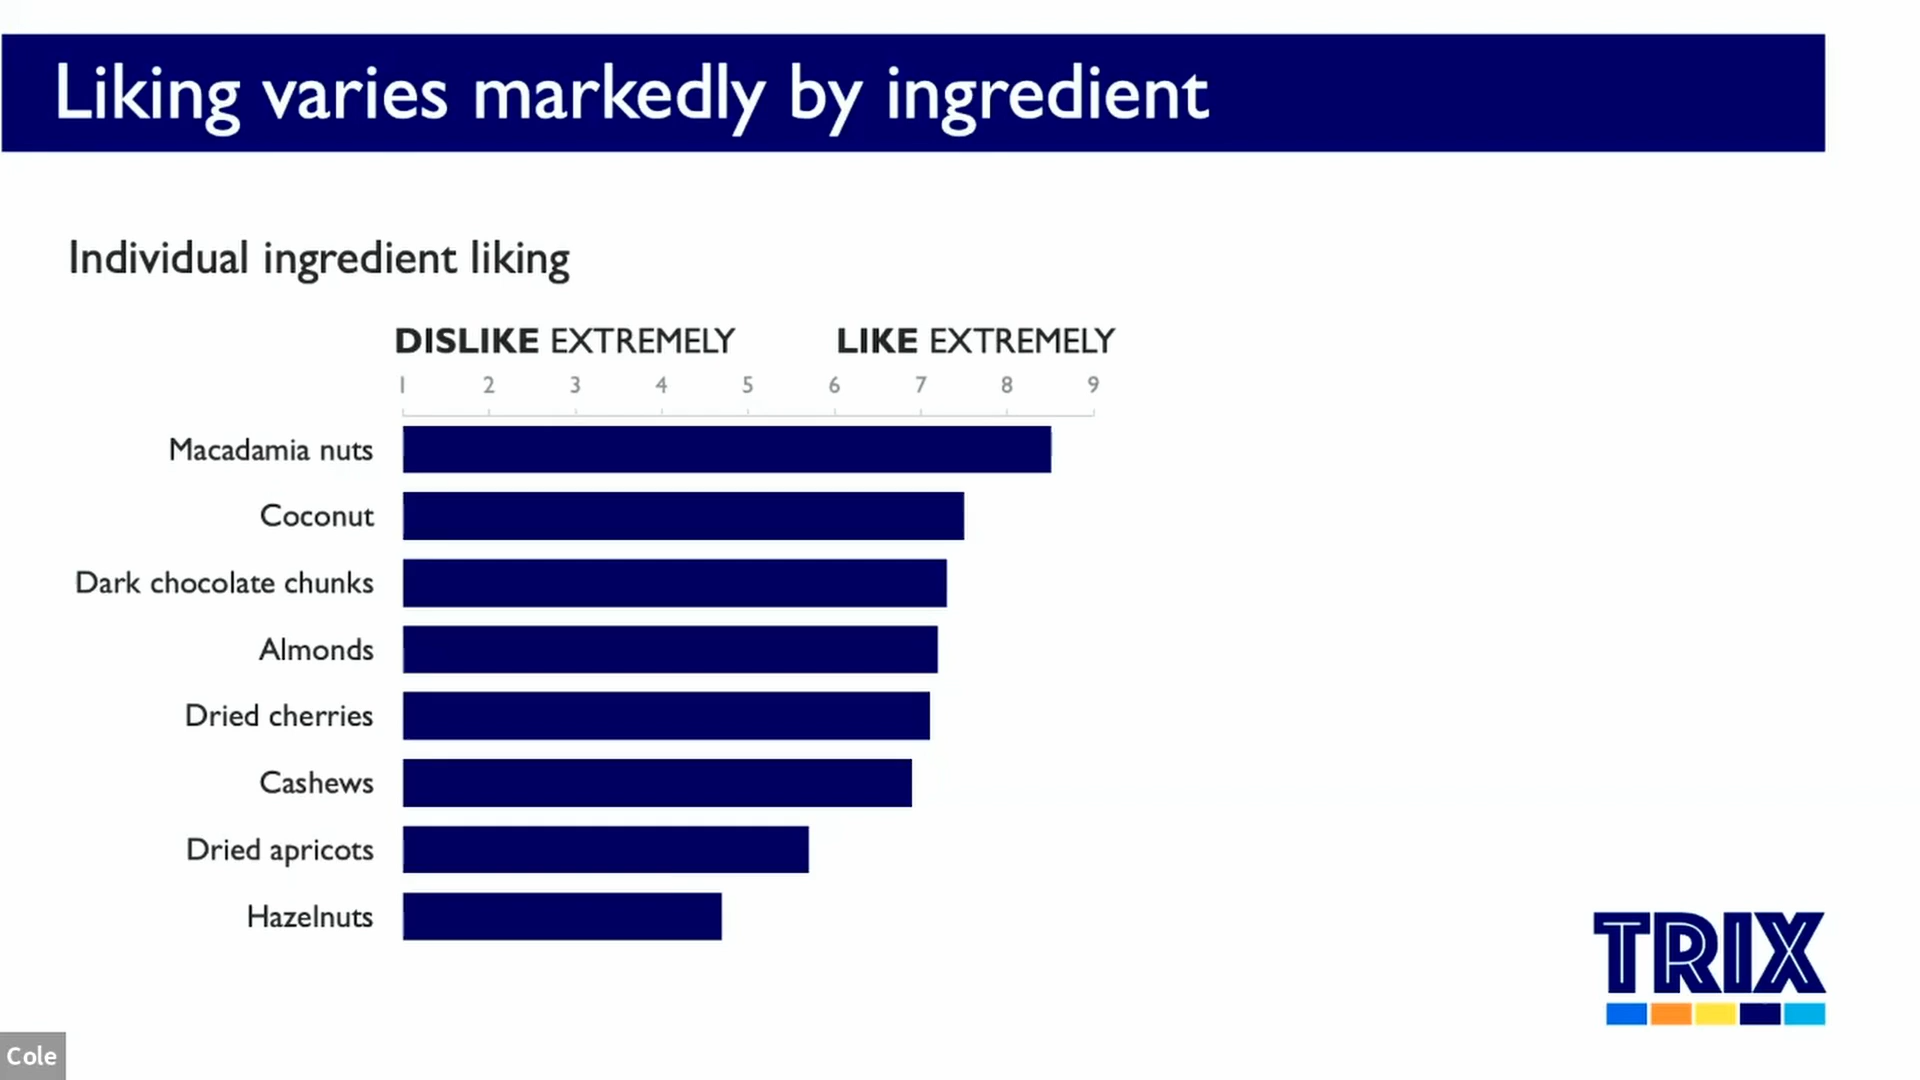 Liking varies markedly by ingredient
Individual ingredient liking
DISLIKE EXTREMELY LIKE EXTREMELY
1 2 3 4 5 6 7 8 9
Macadamia nuts
Coconut
Dark chocolate chunks
Almonds
Dried cherries
Cashews
Dried apricots
Hazelnuts
TRIX
Cole